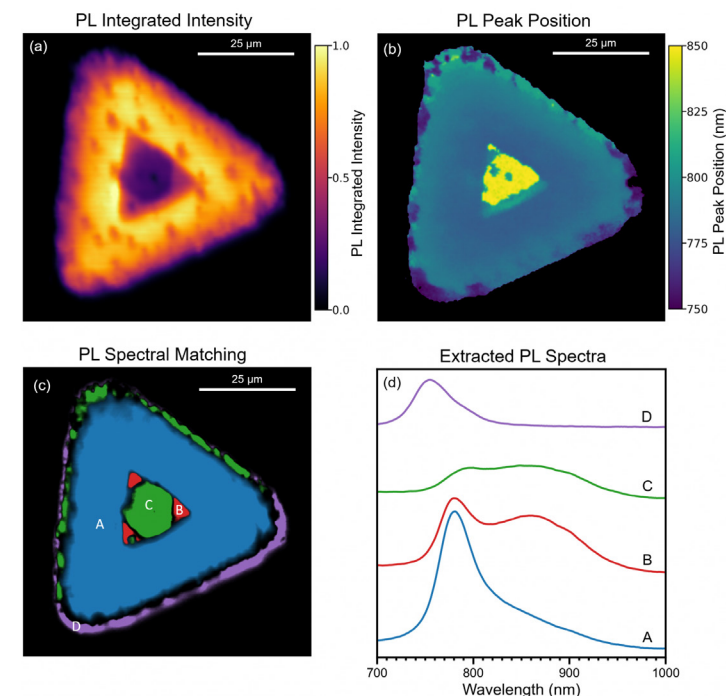 PL Integrated Intensity
(a)
25 µm
1.0
0.5
0.0
PL Integrated Intensity
PL Peak Position
(b)
25 µm
850
825
800
775
750
PL Peak Position (nm)
PL Spectral Matching
(c)
25 µm
A
B
C
D
Extracted PL Spectra
(d)
D
C
B
A
700
800
900
1000
Wavelength (nm)